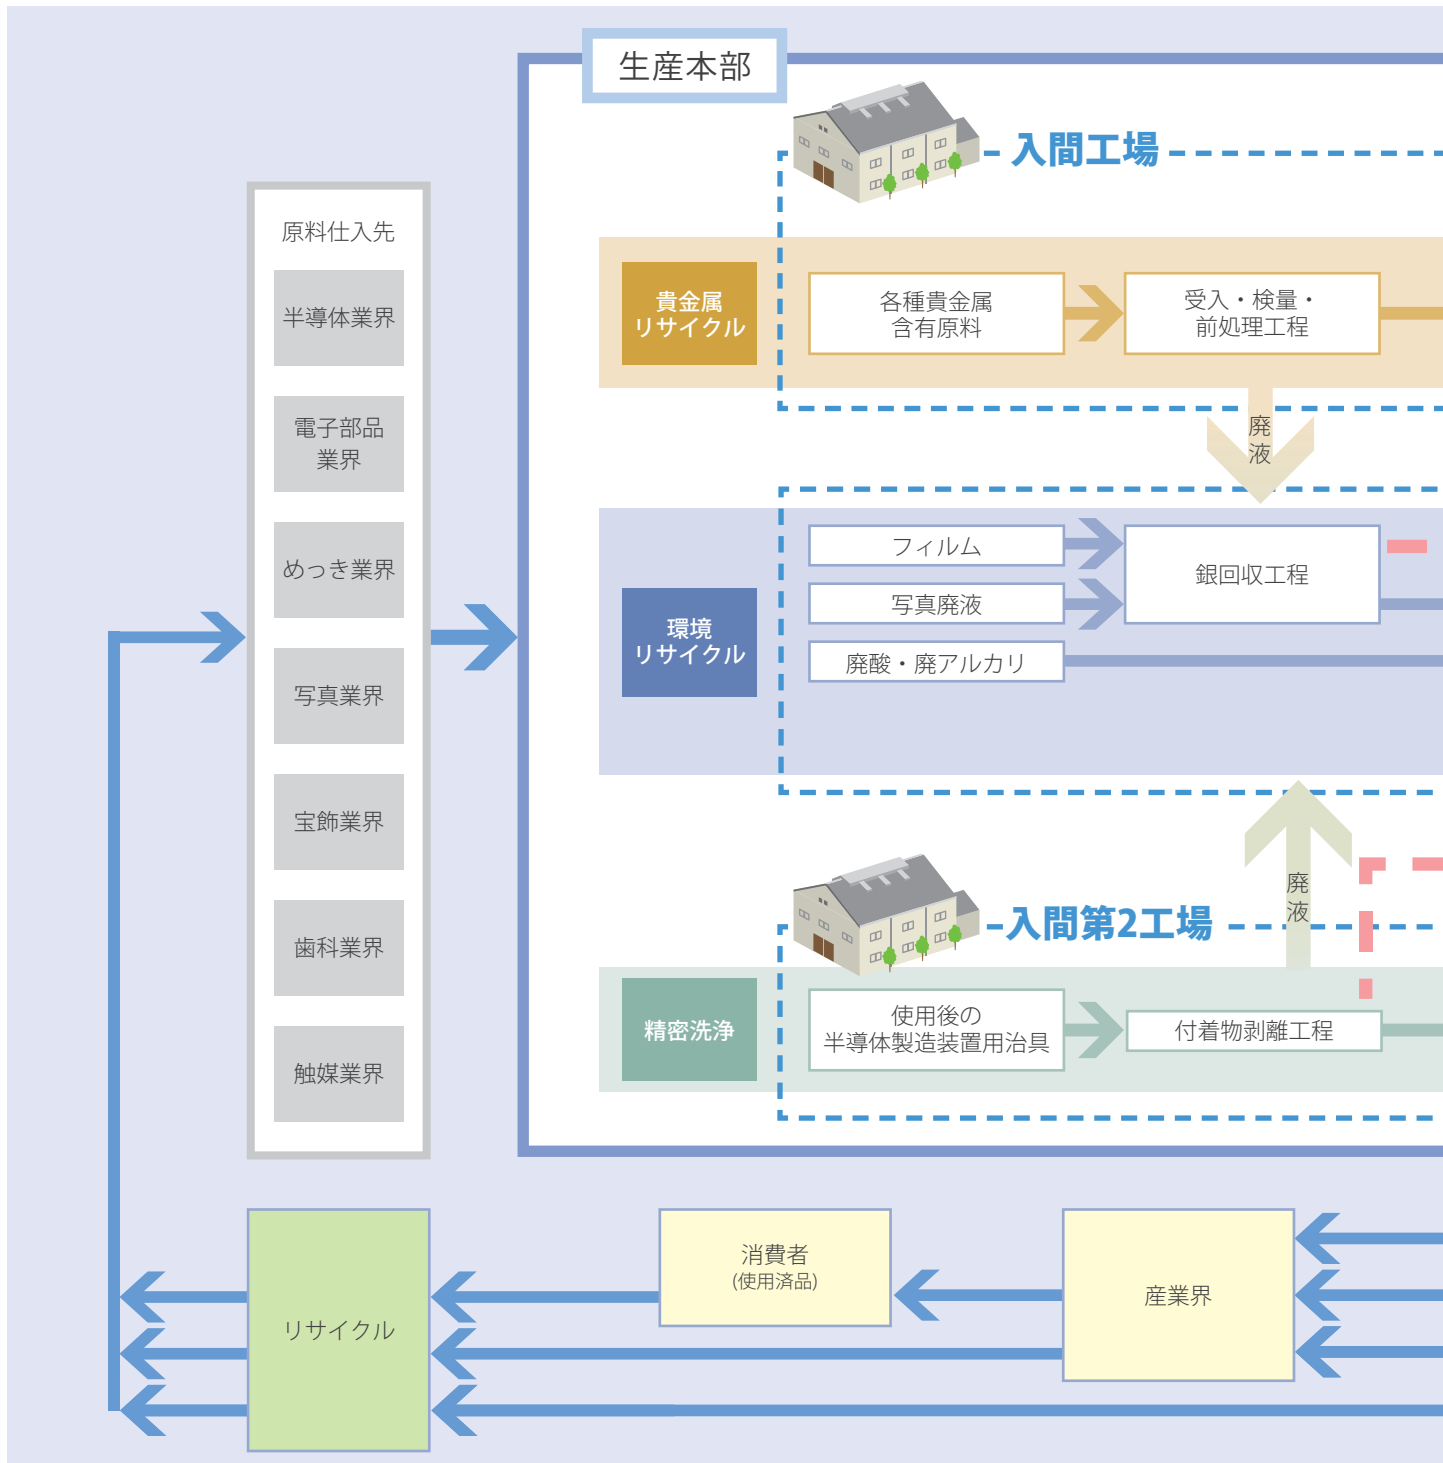 生産本部
入間工場
原料仕入先
半導体業界
電子部品
業界
めっき業界
写真業界
宝飾業界
歯科業界
触媒業界
貴金属
リサイクル
各種貴金属
含有原料
受入・検量・
前処理工程
廃
液
環境
リサイクル
フィルム
写真廃液
廃酸・廃アルカリ
銀回収工程
廃
液
入間第2工場
精密洗浄
使用後の
半導体製造装置用治具
付着物剥離工程
リサイクル
消費者
(使用済品)
産業界